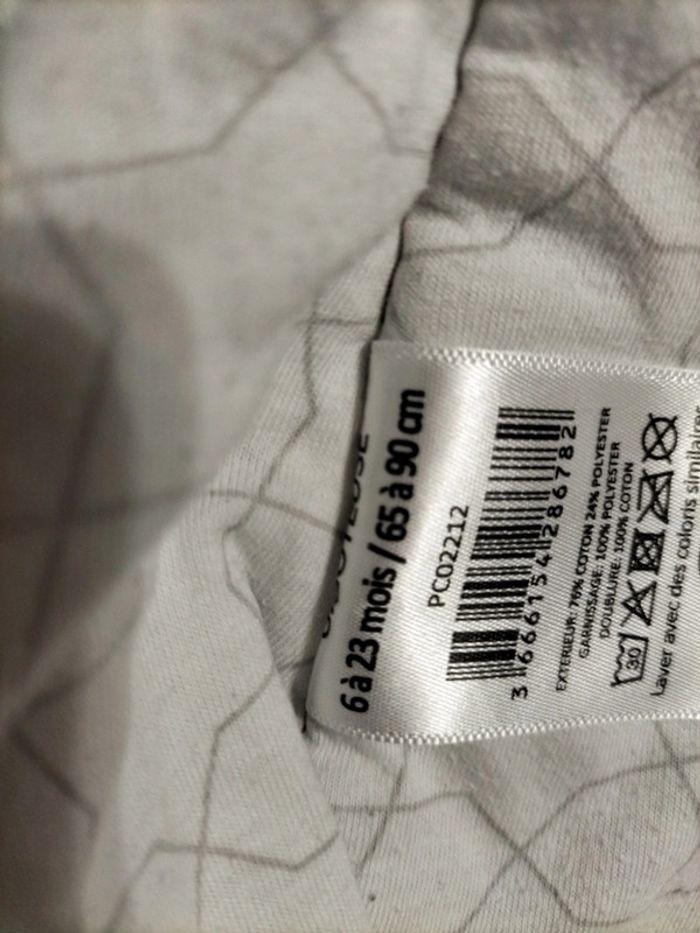 6 à 23 mois / 65 à 90 cm
PC02212
3 666154 286782
EXTERIEUR: 76% COTON 24% POLYESTER
GARNISSAGE: 100% POLYESTER
DOUBLURE: 100% COTON
30
Laver avec des coloris similaire